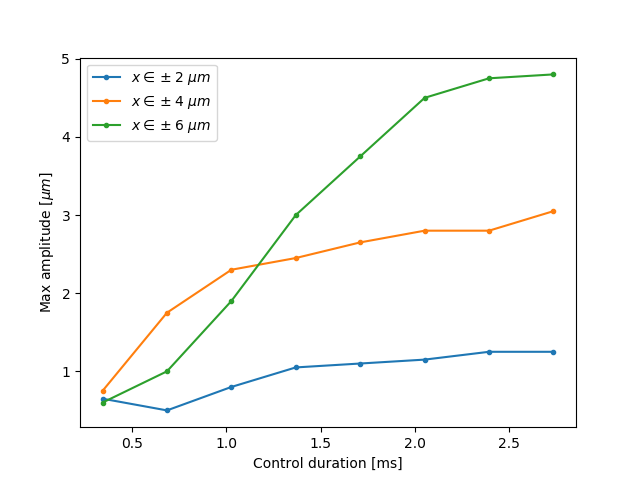 x ∈ ± 2 μm
x ∈ ± 4 μm
x ∈ ± 6 μm
5
4
3
2
1
Max amplitude [μm]
0.5 1.0 1.5 2.0 2.5
Control duration [ms]